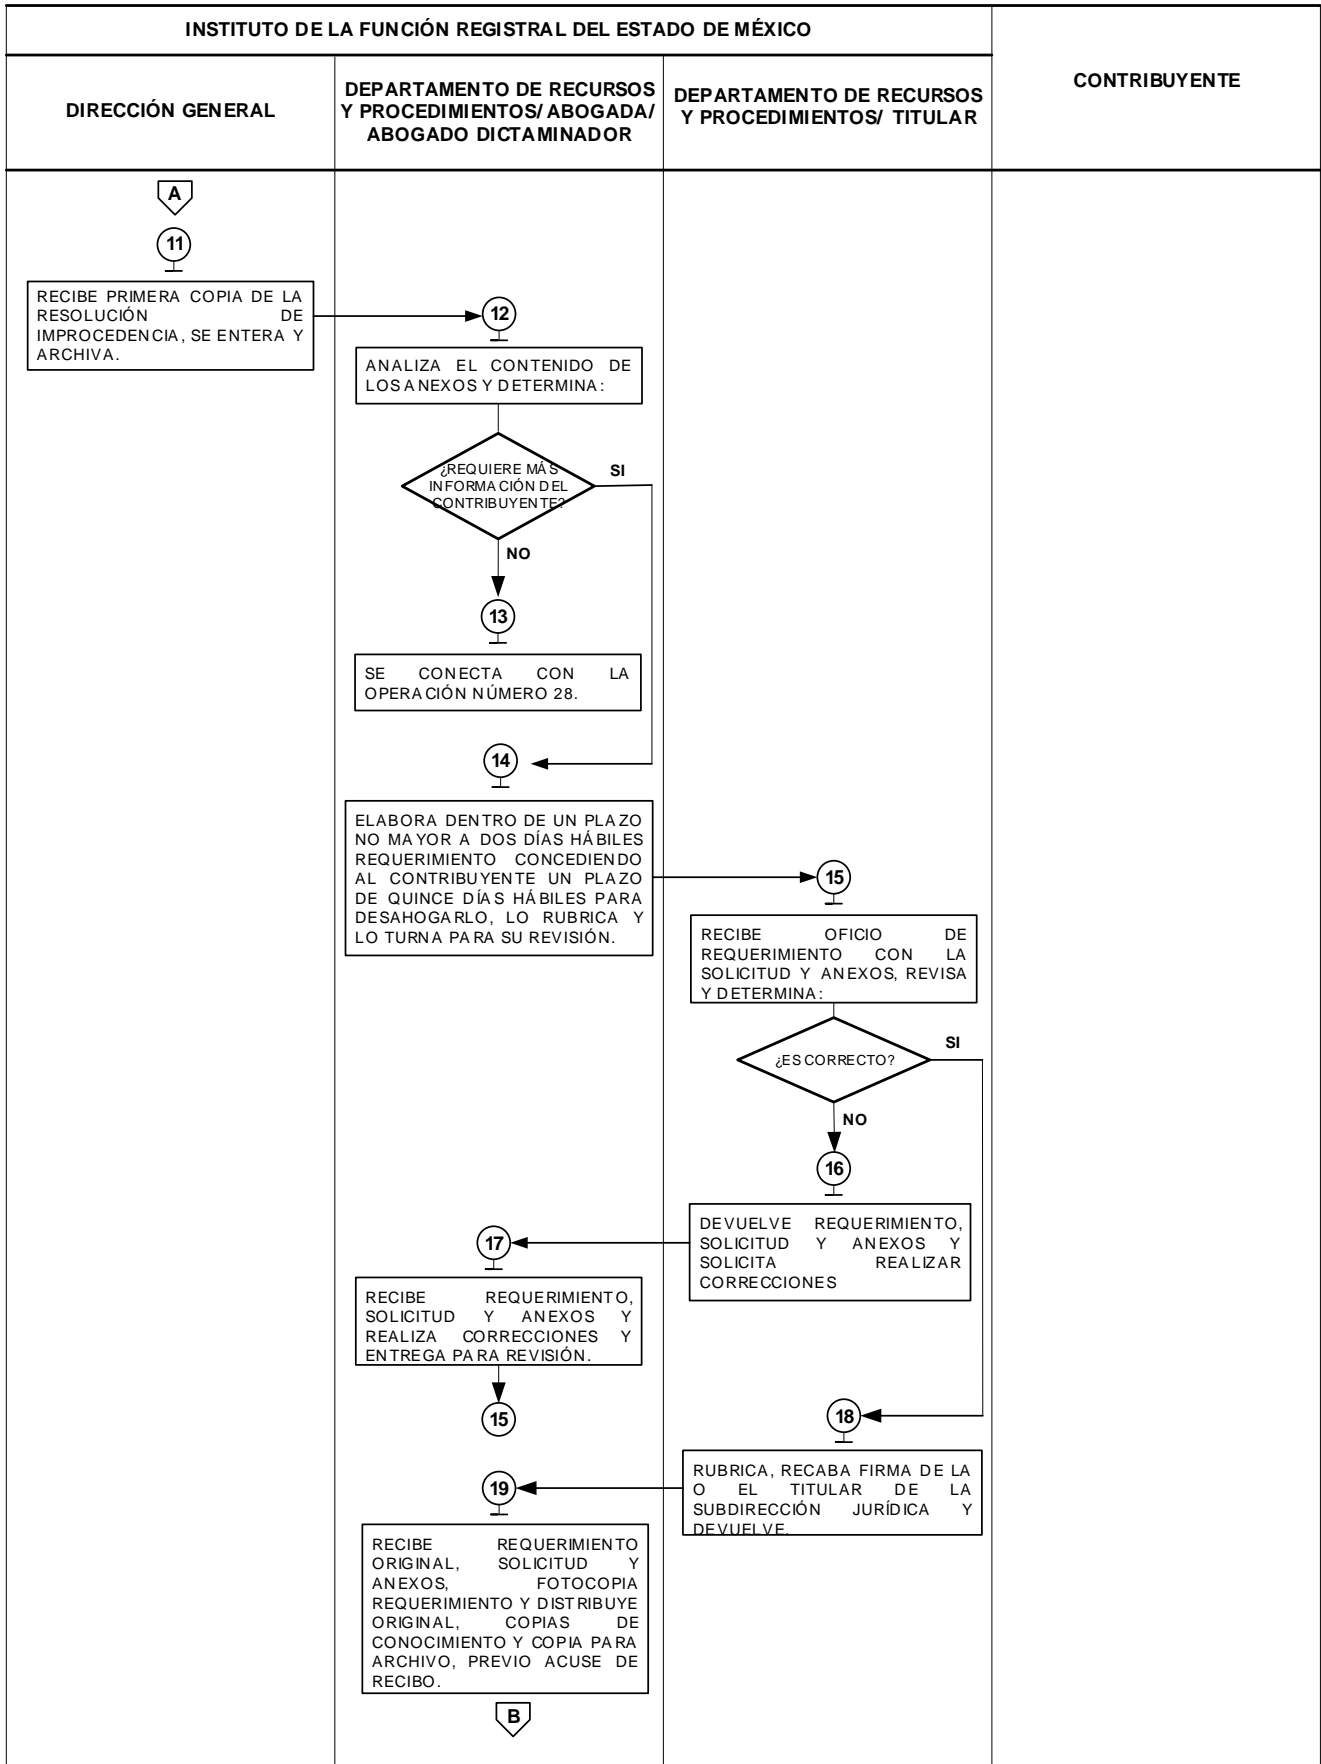 INSTITUTO DE LA FUNCIÓN REGISTRAL DEL ESTADO DE MÉXICO
CONTRIBUYENTE
DIRECCIÓN GENERAL
DEPARTAMENTO DE RECURSOS
Y PROCEDIMIENTOS/ ABOGADA/
ABOGADO DICTAMINADOR
DEPARTAMENTO DE RECURSOS
Y PROCEDIMIENTOS/ TITULAR
A
11
RECIBE PRIMERA COPIA DE LA
RESOLUCIÓN DE
IMPROCEDENCIA, SE ENTERA Y
ARCHIVA.
12
ANALIZA EL CONTENIDO DE
LOS ANEXOS Y DETERMINA:
¿REQUIERE MÁS
INFORMACIÓN DEL
CONTRIBUYENTE?
SI
NO
13
SE CONECTA CON LA
OPERACIÓN NÚMERO 28.
14
ELABORA DENTRO DE UN PLAZO
NO MAYOR A DOS DÍAS HÁBILES
REQUERIMIENTO CONCEDIENDO
AL CONTRIBUYENTE UN PLAZO
DE QUINCE DÍAS HÁBILES PARA
DESAHOGARLO, LO RUBRICA Y
LO TURNA PARA SU REVISIÓN.
15
RECIBE OFICIO DE
REQUERIMIENTO CON LA
SOLICITUD Y ANEXOS, REVISA
Y DETERMINA:
¿ES CORRECTO?
SI
NO
16
DEVUELVE REQUERIMIENTO,
SOLICITUD Y ANEXOS Y
SOLICITA REALIZAR
CORRECCIONES
17
RECIBE REQUERIMIENTO,
SOLICITUD Y ANEXOS Y
REALIZA CORRECCIONES Y
ENTREGA PARA REVISIÓN.
15
18
RUBRICA, RECABA FIRMA DE LA
O EL TITULAR DE LA
SUBDIRECCIÓN JURÍDICA Y
DEVUELVE.
19
RECIBE REQUERIMIENTO
ORIGINAL, SOLICITUD Y
ANEXOS, FOTOCOPIA
REQUERIMIENTO Y DISTRIBUYE
ORIGINAL, COPIAS DE
CONOCIMIENTO Y COPIA PARA
ARCHIVO, PREVIO ACUSE DE
RECIBO.
B